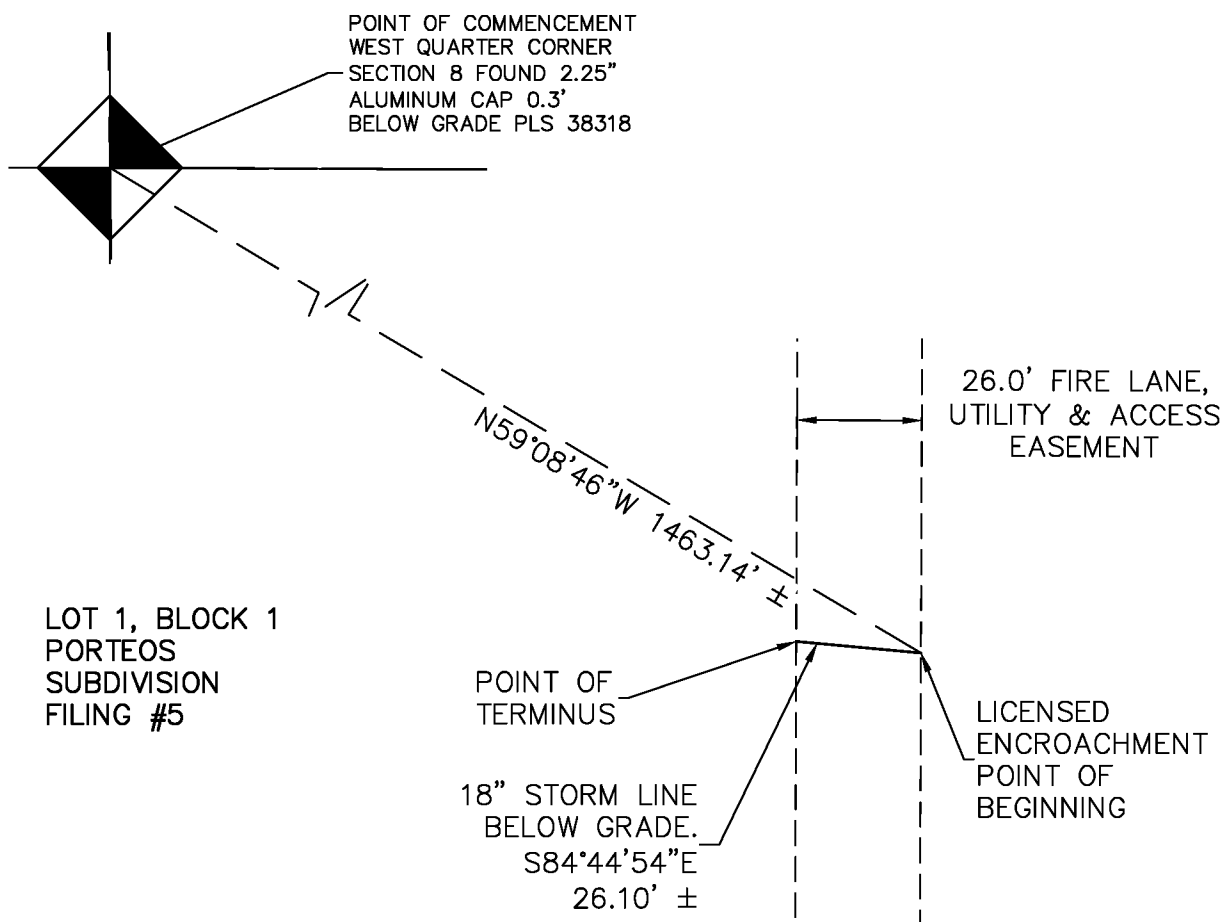 POINT OF COMMENCEMENT
WEST QUARTER CORNER
SECTION 8 FOUND 2.25"
ALUMINUM CAP 0.3'
BELOW GRADE PLS 38318
26.0' FIRE LANE,
UTILITY & ACCESS
EASEMENT
N59°08'46"W 1463.14' ±
LOT 1, BLOCK 1
PORTEOS
SUBDIVISION
FILING #5
POINT OF
TERMINUS
LICENSED
ENCROACHMENT
POINT OF
BEGINNING
18" STORM LINE
BELOW GRADE.
S84°44'54"E
26.10' ±